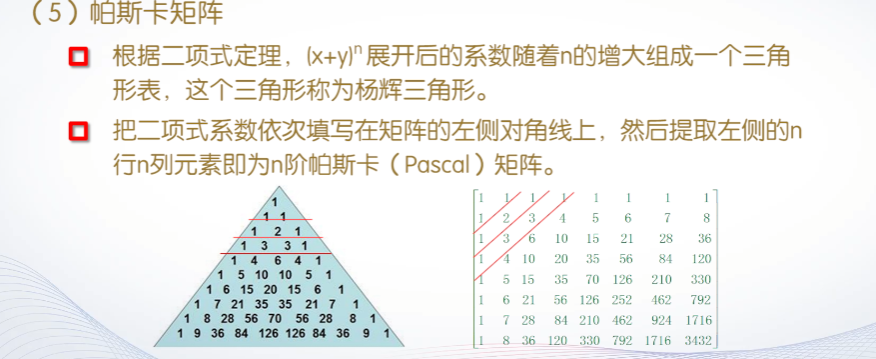 （5）帕斯卡矩阵
根据二项式定理，(x+y)ⁿ展开后的系数随着n的增大组成一个三角
形表，这个三角形称为杨辉三角形。
把二项式系数依次填写在矩阵的左侧对角线上，然后提取左侧的n
行n列元素即为n阶帕斯卡（Pascal）矩阵。
1
1 1
1 2 1
1 3 3 1
1 4 6 4 1
1 5 10 10 5 1
1 6 15 20 15 6 1
1 7 21 35 35 21 7 1
1 8 28 56 70 56 28 8 1
1 9 36 84 126 126 84 36 9 1
1 1 1 1 1 1 1 1
1 2 3 4 5 6 7 8
1 3 6 10 15 21 28 36
1 4 10 20 35 56 84 120
1 5 15 35 70 126 210 330
1 6 21 56 126 252 462 792
1 7 28 84 210 462 924 1716
1 8 36 120 330 792 1716 3432